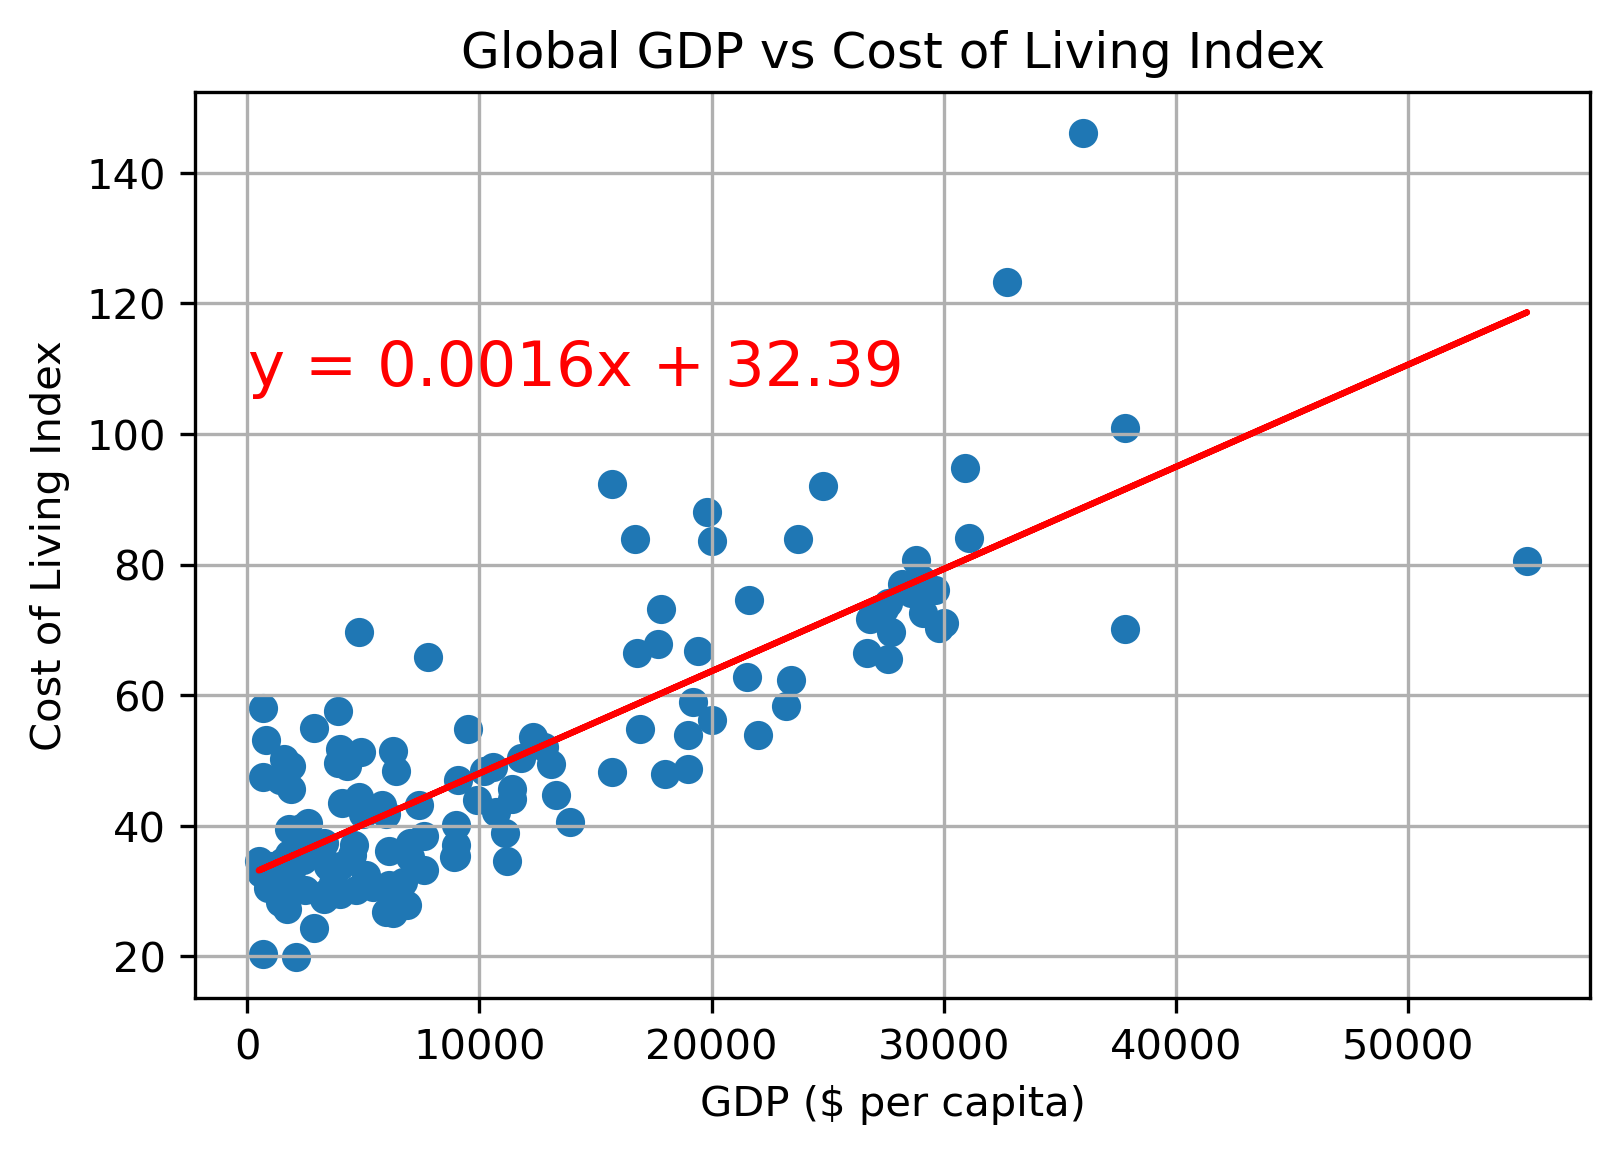 Global GDP vs Cost of Living Index
140
120
100
80
60
40
20
Cost of Living Index
y = 0.0016x + 32.39
0 10000 20000 30000 40000 50000
GDP ($ per capita)